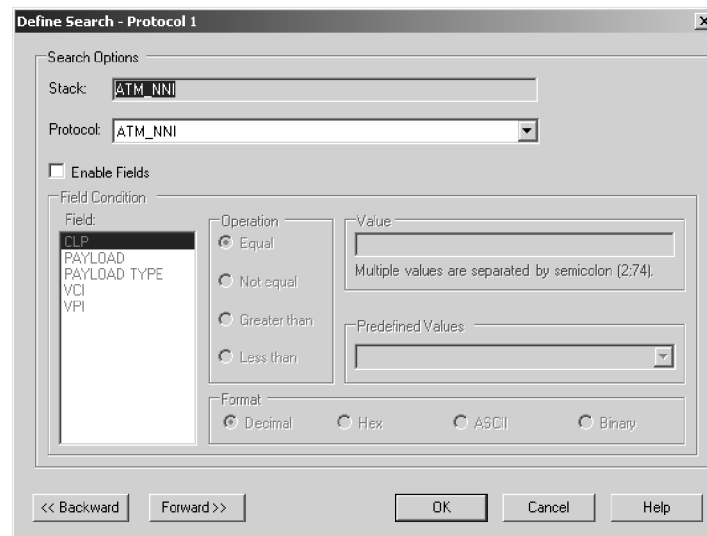 Define Search - Protocol 1
Search Options
Stack: ATM_NNI
Protocol: ATM_NNI
Enable Fields
Field Condition
Field:
CLP
PAYLOAD
PAYLOAD TYPE
VCI
VPI
Operation
Equal
Not equal
Greater than
Less than
Value
Multiple values are separated by semicolon (2;74).
Predefined Values
Format
Decimal Hex ASCII Binary
<< Backward Forward >> OK Cancel Help